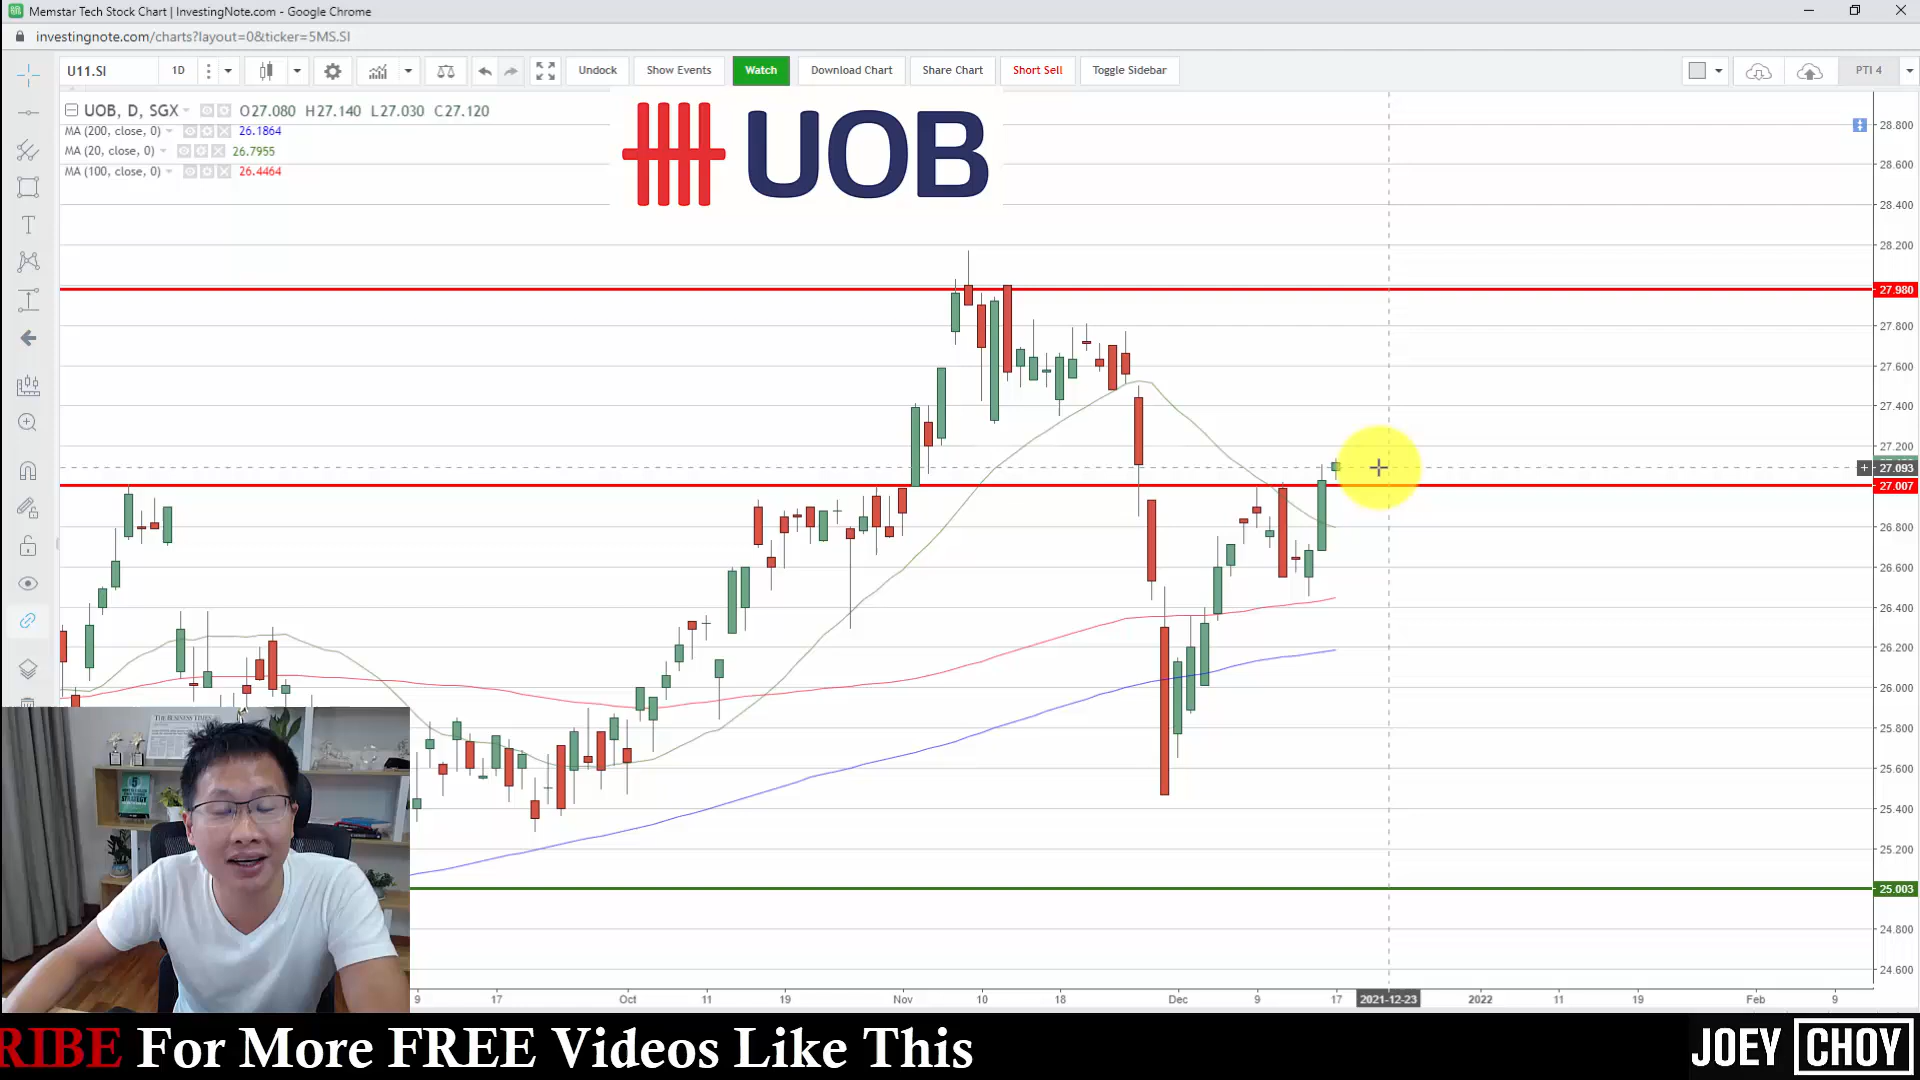 Memstar Tech Stock Chart | InvestingNote.com - Google Chrome
investingnote.com/charts?layout=0&ticker=5MS.SI
U11.SI 1D Undock Show Events Watch Download Chart Share Chart Short Sell Toggle Sidebar PTI 4
UOB, D, SGX O27.080 H27.140 L27.030 C27.120
MA (200, close, 0) 26.1864
MA (20, close, 0) 26.7955
MA (100, close, 0) 26.4464
UOB
28.800
28.600
28.400
28.200
27.980
27.800
27.600
27.400
27.200
27.093
27.007
26.800
26.600
26.400
26.200
26.000
25.800
25.600
25.400
25.200
25.003
24.800
24.600
THE BUSINESS TIMES
9 17 Oct 11 19 Nov 10 18 Dec 9 17 2021-12-23 2022 11 19 Feb 9
RIBE For More FREE Videos Like This
JOEY CHOY